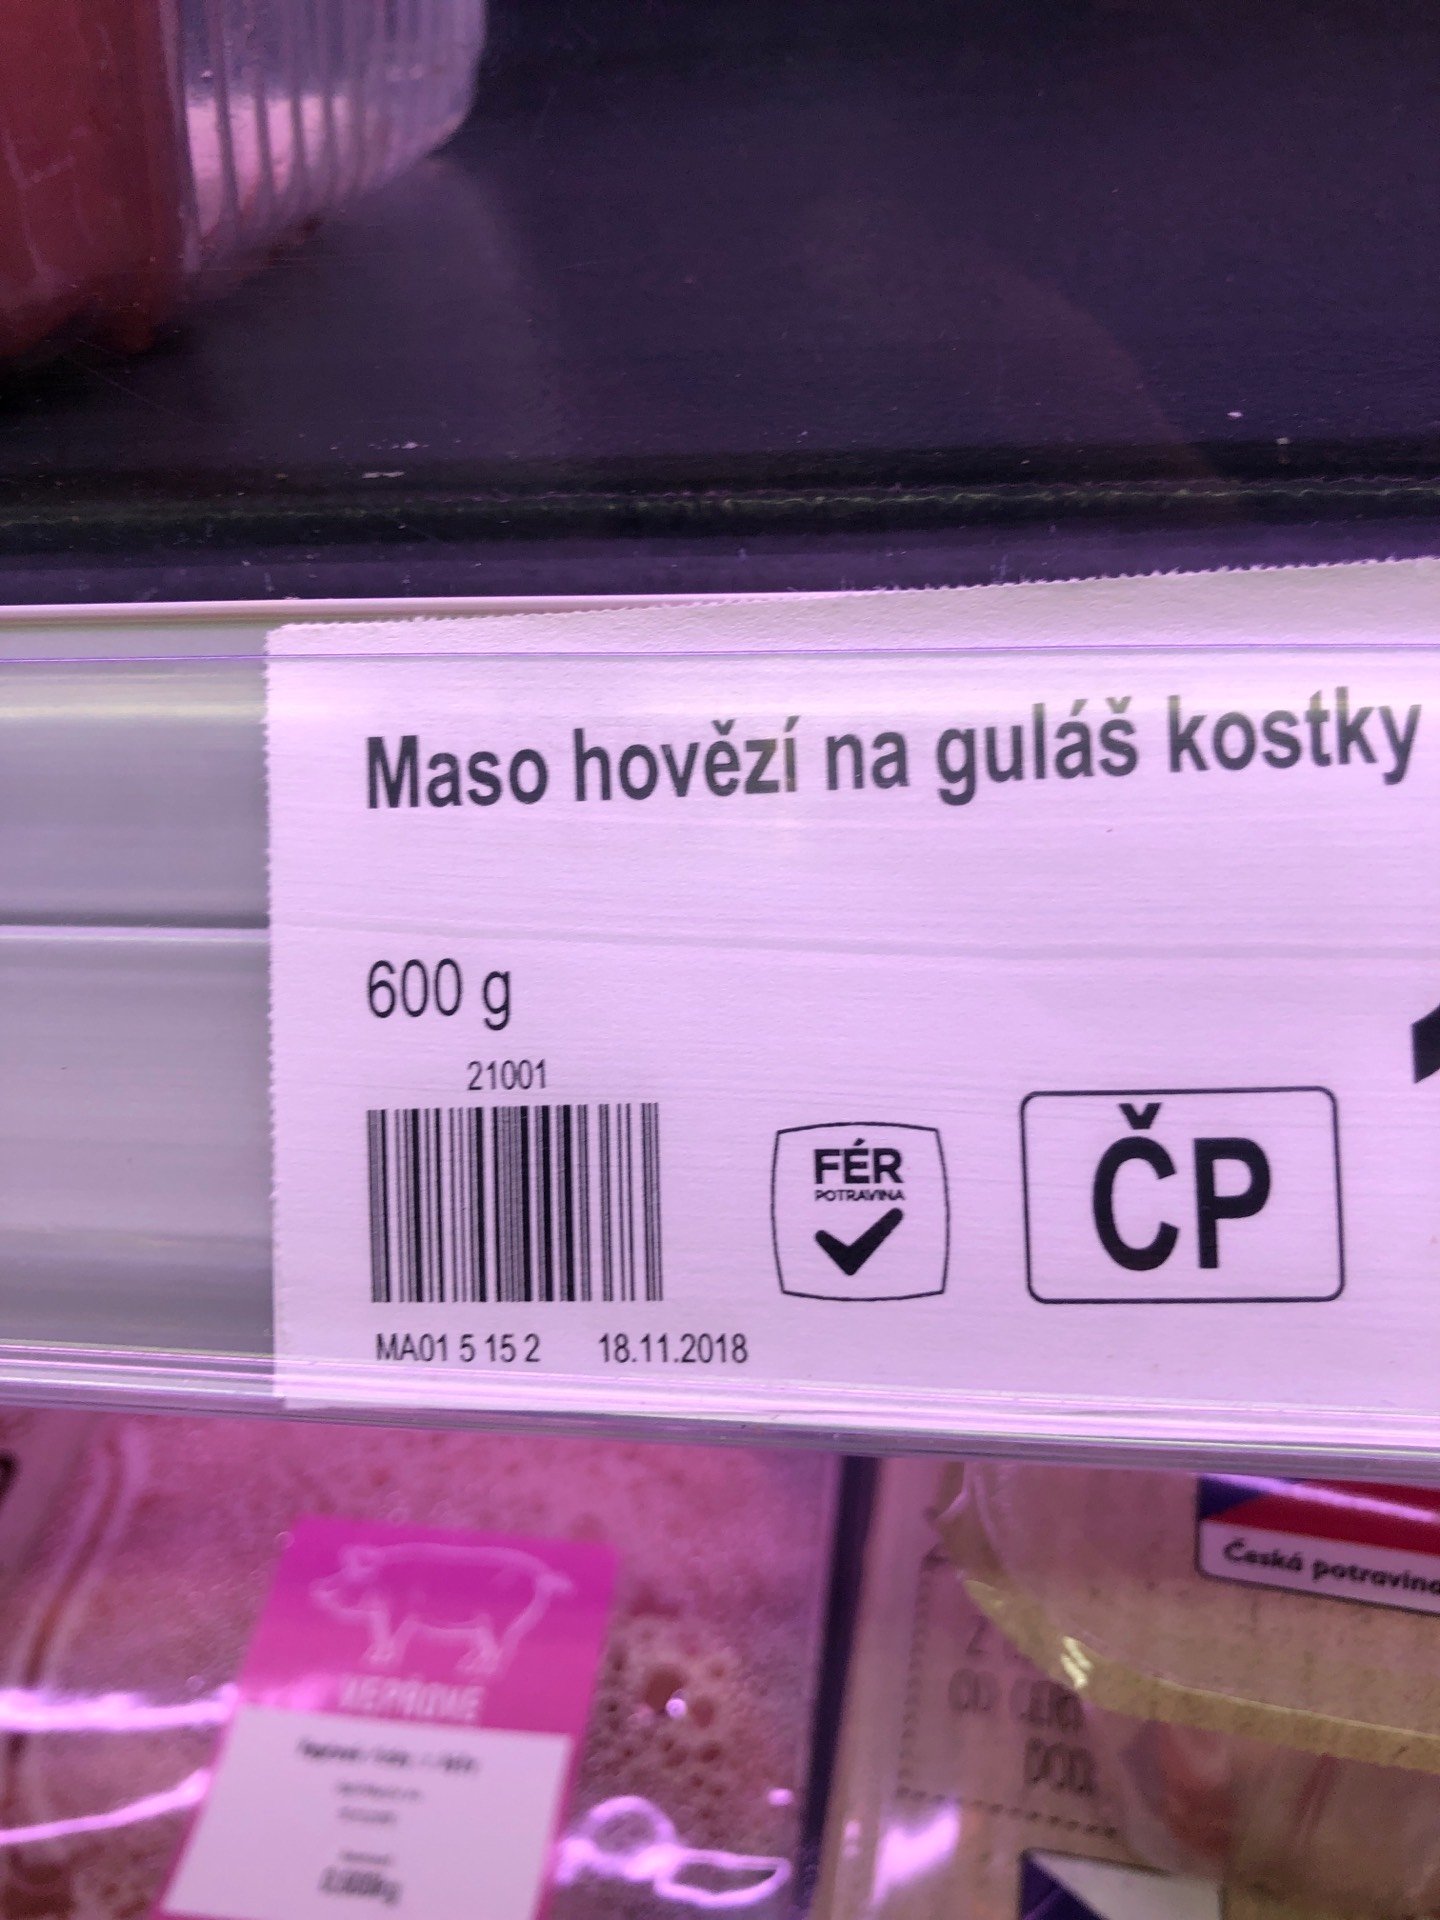 Maso hovězí na guláš kostky
600 g
21001
FÉR
POTRAVINA
ČP
MA01 5 15 2 18.11.2018
Česká potravina
VEPŘOVÉ